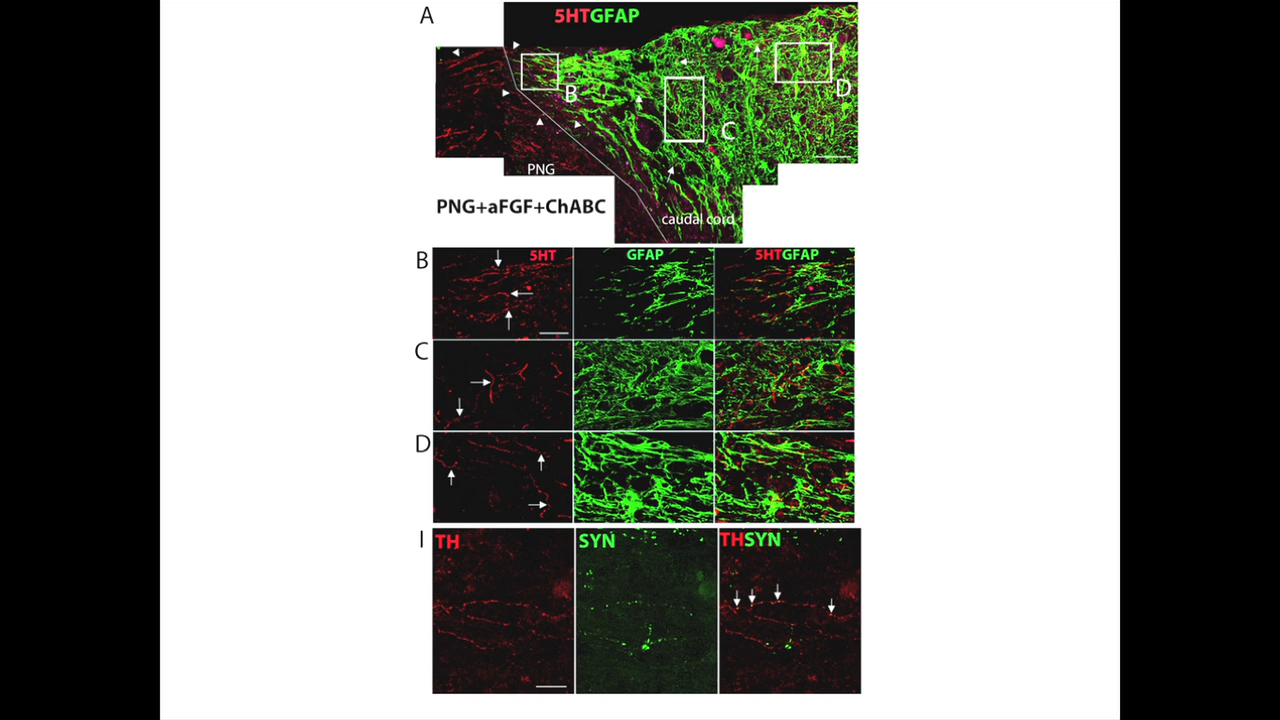 A
5HTGFAP
B
C
D
PNG
caudal cord
PNG+aFGF+ChABC
B
5HT
GFAP
5HTGFAP
C
D
I
TH
SYN
THSYN